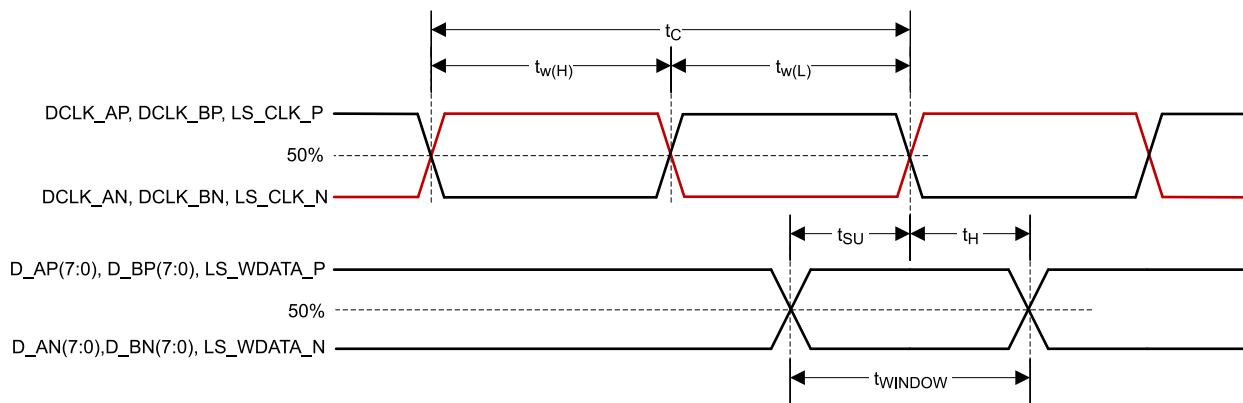 tC
tw(H)
tw(L)
DCLK_AP, DCLK_BP, LS_CLK_P
50%
DCLK_AN, DCLK_BN, LS_CLK_N
tSU
tH
D_AP(7:0), D_BP(7:0), LS_WDATA_P
50%
D_AN(7:0),D_BN(7:0), LS_WDATA_N
tWINDOW